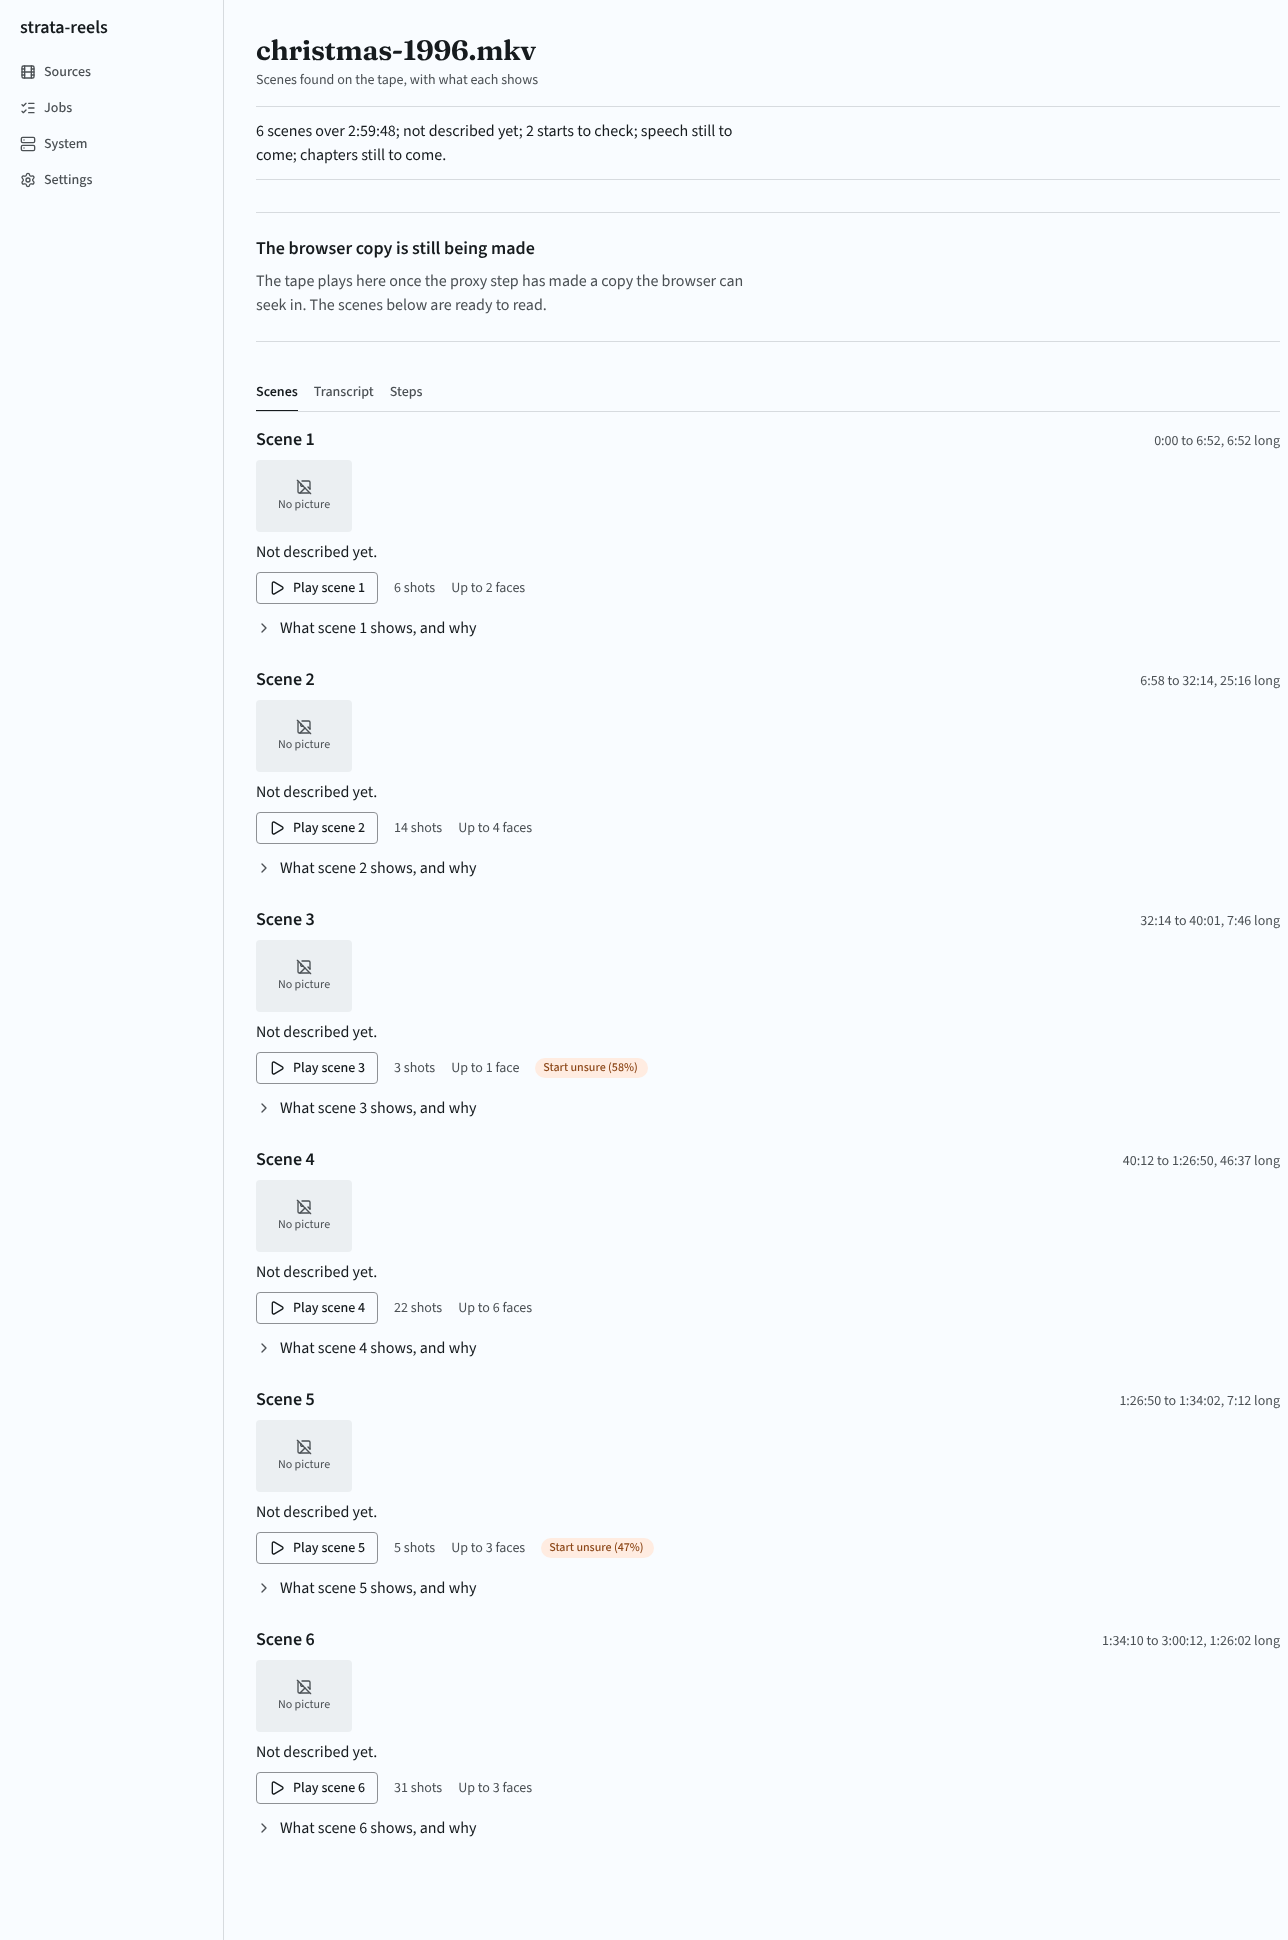 strata-reels
Sources
Jobs
System
Settings
christmas-1996.mkv
Scenes found on the tape, with what each shows
6 scenes over 2:59:48; not described yet; 2 starts to check; speech still to
come; chapters still to come.
The browser copy is still being made
The tape plays here once the proxy step has made a copy the browser can
seek in. The scenes below are ready to read.
Scenes Transcript Steps
Scene 1 0:00 to 6:52, 6:52 long
No picture
Not described yet.
Play scene 1 6 shots Up to 2 faces
What scene 1 shows, and why
Scene 2 6:58 to 32:14, 25:16 long
No picture
Not described yet.
Play scene 2 14 shots Up to 4 faces
What scene 2 shows, and why
Scene 3 32:14 to 40:01, 7:46 long
No picture
Not described yet.
Play scene 3 3 shots Up to 1 face Start unsure (58%)
What scene 3 shows, and why
Scene 4 40:12 to 1:26:50, 46:37 long
No picture
Not described yet.
Play scene 4 22 shots Up to 6 faces
What scene 4 shows, and why
Scene 5 1:26:50 to 1:34:02, 7:12 long
No picture
Not described yet.
Play scene 5 5 shots Up to 3 faces Start unsure (47%)
What scene 5 shows, and why
Scene 6 1:34:10 to 3:00:12, 1:26:02 long
No picture
Not described yet.
Play scene 6 31 shots Up to 3 faces
What scene 6 shows, and why